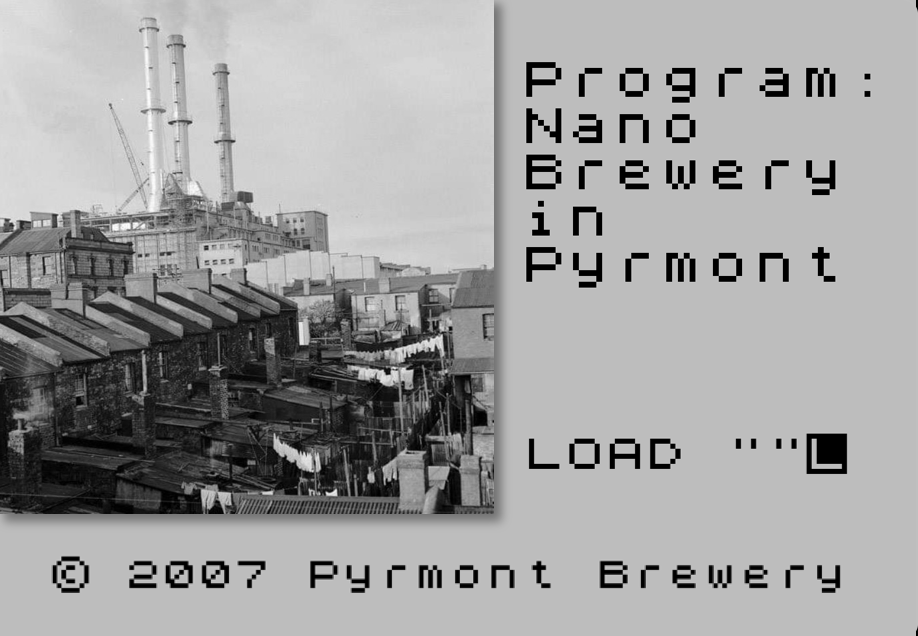 Program:
Nano
Brewery
in
Pyrmont
LOAD ""L
© 2007 Pyrmont Brewery